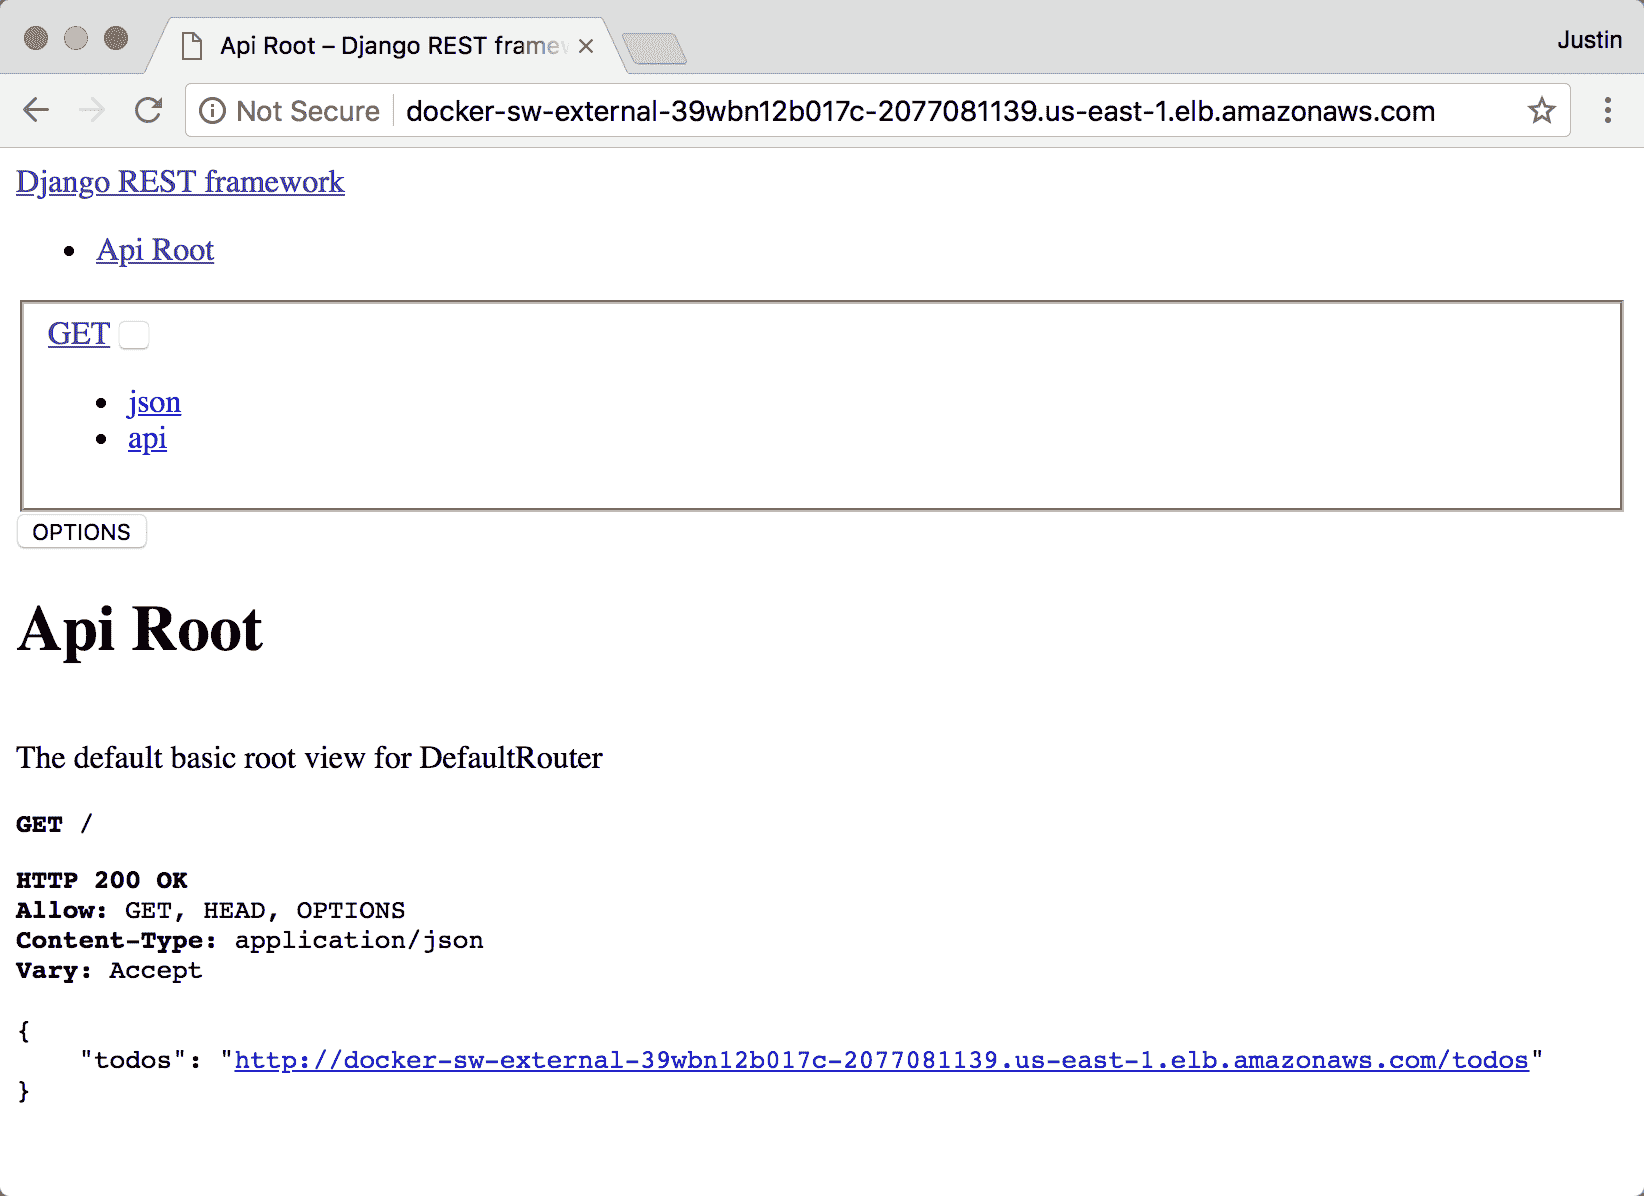 Api Root – Django REST framew
Justin
Not Secure
docker-sw-external-39wbn12b017c-2077081139.us-east-1.elb.amazonaws.com
Django REST framework
Api Root
GET
json
api
OPTIONS
Api Root
The default basic root view for DefaultRouter
GET /
HTTP 200 OK
Allow: GET, HEAD, OPTIONS
Content-Type: application/json
Vary: Accept
{
"todos": "http://docker-sw-external-39wbn12b017c-2077081139.us-east-1.elb.amazonaws.com/todos"
}